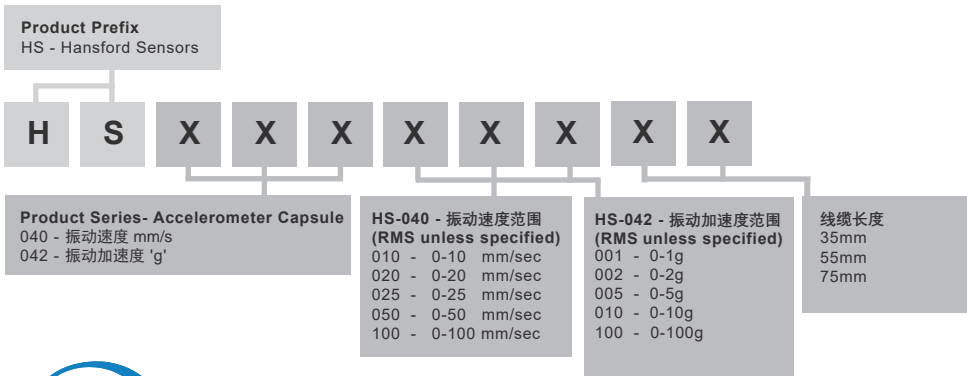 Product Prefix
HS - Hansford Sensors
H S X X X X X X X X
Product Series- Accelerometer Capsule
040 - 振动速度 mm/s
042 - 振动加速度 'g'
HS-040 - 振动速度范围
(RMS unless specified)
010 - 0-10 mm/sec
020 - 0-20 mm/sec
025 - 0-25 mm/sec
050 - 0-50 mm/sec
100 - 0-100 mm/sec
HS-042 - 振动加速度范围
(RMS unless specified)
001 - 0-1g
002 - 0-2g
005 - 0-5g
010 - 0-10g
100 - 0-100g
线缆长度
35mm
55mm
75mm